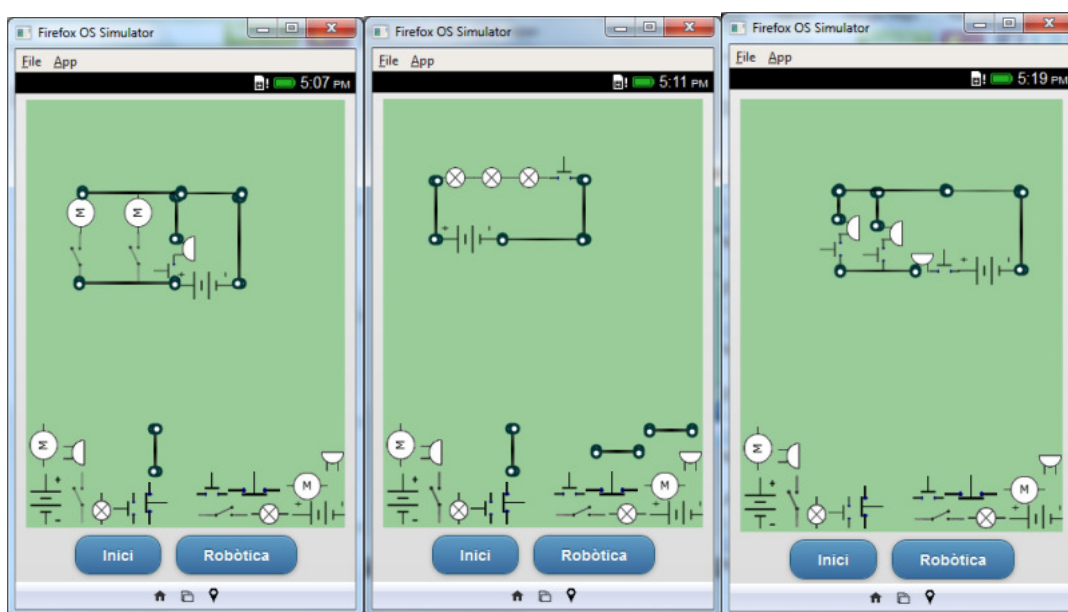 Firefox OS Simulator
File App
5:07 PM
M
M
+
-
M
+
-
M
Inici
Robòtica
Firefox OS Simulator
File App
5:11 PM
+
-
M
+
-
M
Inici
Robòtica
Firefox OS Simulator
File App
5:19 PM
+
-
M
+
-
M
Inici
Robòtica